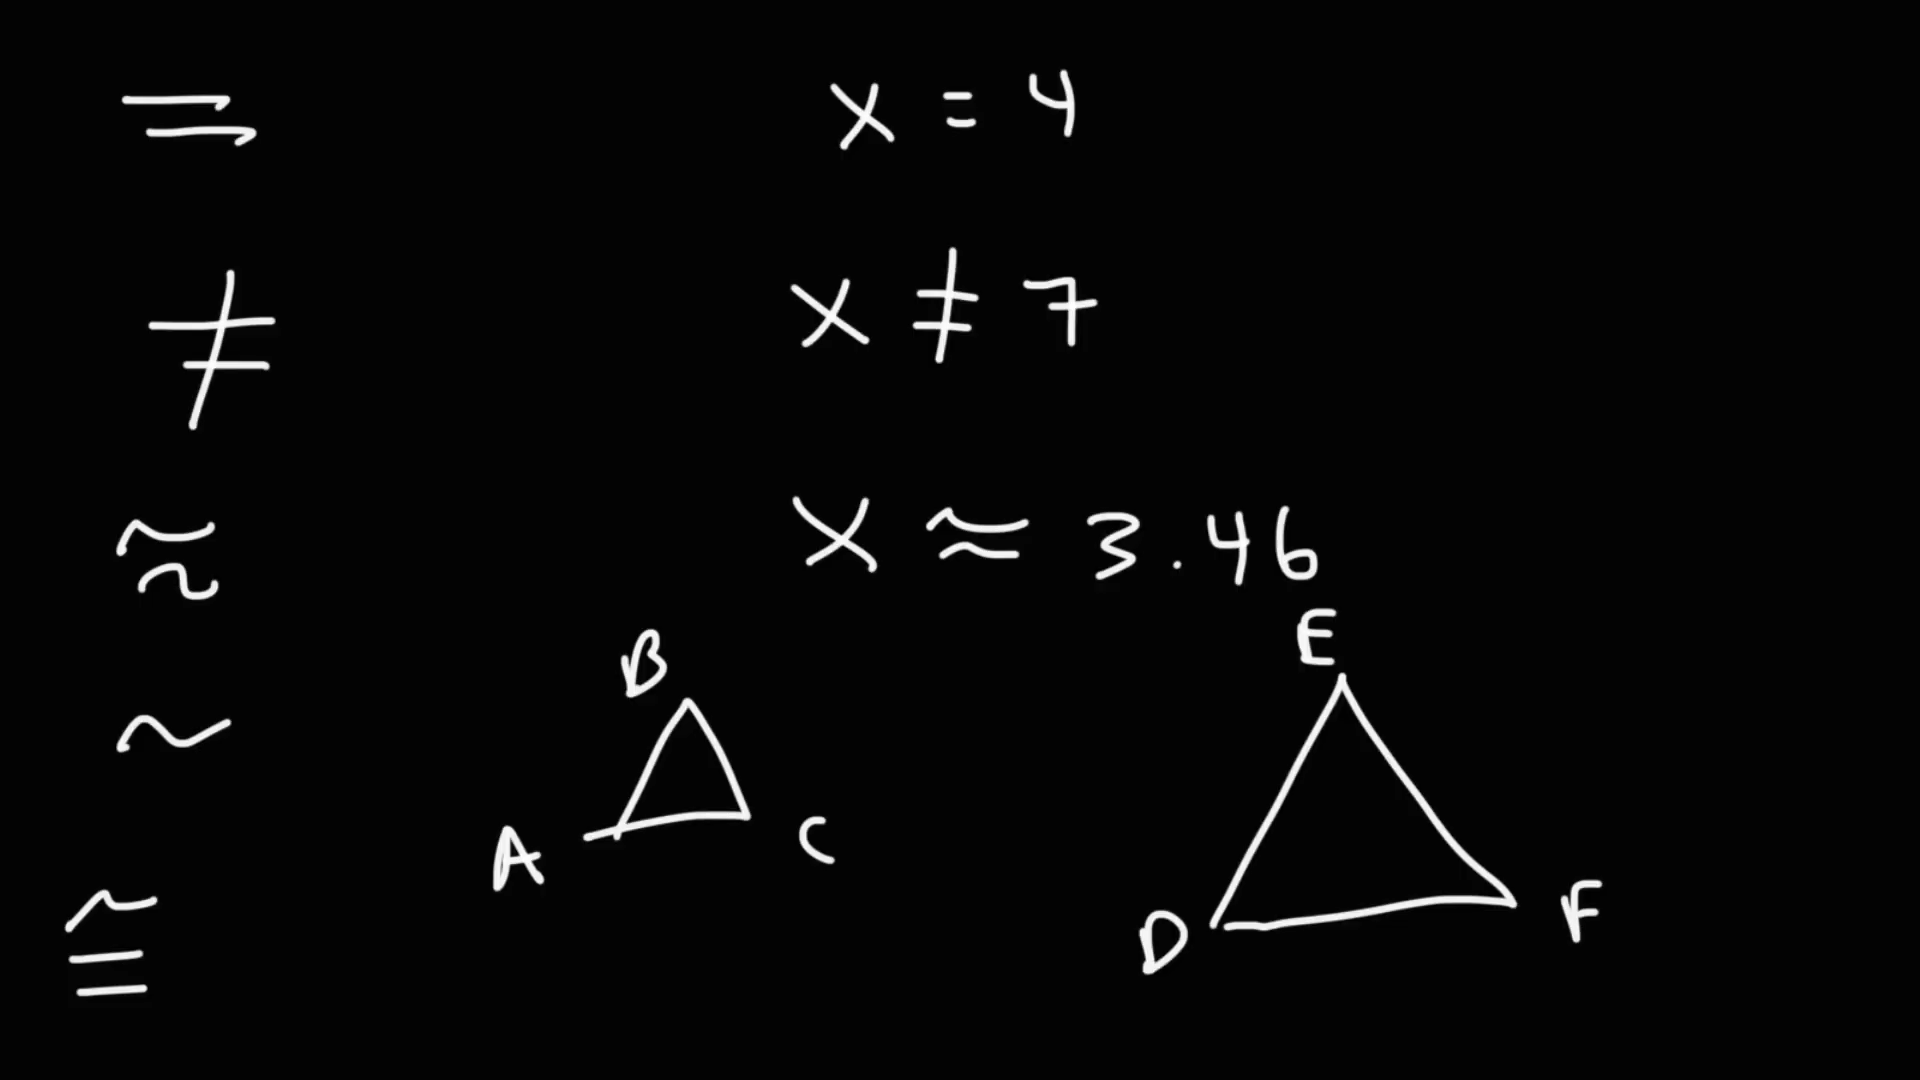 = x = 4
≠ x ≠ 7
≈ x ≈ 3.46
B E
~
A C
≅ D F